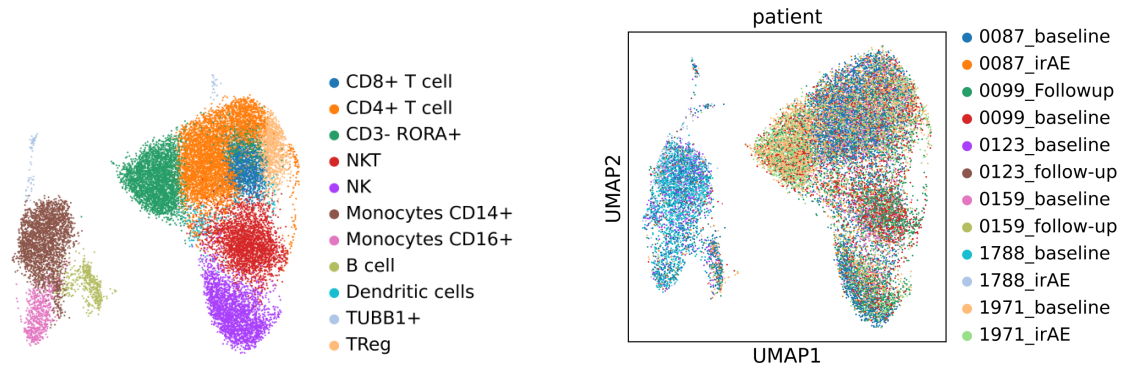 CD8+ T cell
CD4+ T cell
CD3- RORA+
NKT
NK
Monocytes CD14+
Monocytes CD16+
B cell
Dendritic cells
TUBB1+
TReg
patient
UMAP2
UMAP1
0087_baseline
0087_irAE
0099_Followup
0099_baseline
0123_baseline
0123_follow-up
0159_baseline
0159_follow-up
1788_baseline
1788_irAE
1971_baseline
1971_irAE